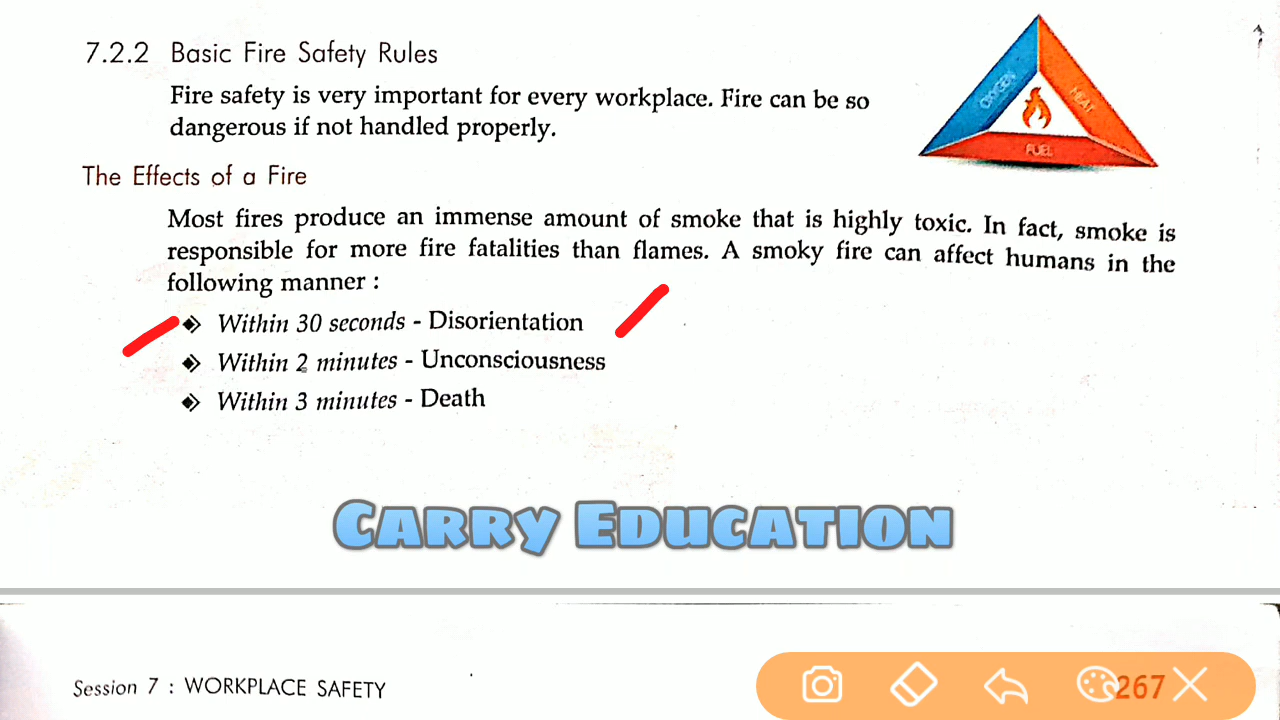 7.2.2 Basic Fire Safety Rules
Fire safety is very important for every workplace. Fire can be so
dangerous if not handled properly.
OXYGEN
HEAT
FUEL
The Effects of a Fire
Most fires produce an immense amount of smoke that is highly toxic. In fact, smoke is
responsible for more fire fatalities than flames. A smoky fire can affect humans in the
following manner :
Within 30 seconds - Disorientation
Within 2 minutes - Unconsciousness
Within 3 minutes - Death
CARRY EDUCATION
Session 7 : WORKPLACE SAFETY
267